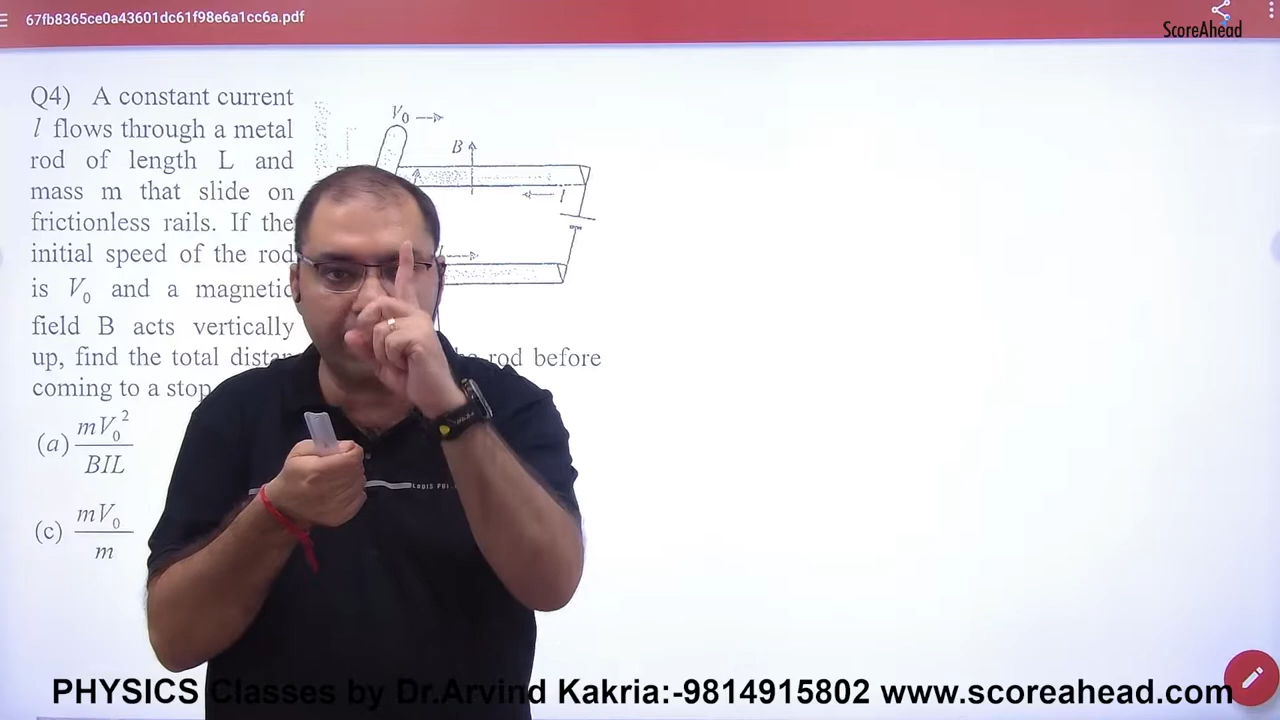 67fb8365ce0a43601dc61f98e6a1cc6a.pdf
ScoreAhead
Q4) A constant current
l flows through a metal
rod of length L and
mass m that slide on
frictionless rails. If the
initial speed of the rod
is V₀ and a magnetic
field B acts vertically
up, find the total rod before
coming to a stop
V₀
B
l
(a) mV₀²
BIL
(c) mV₀
m
PHYSICS Classes by Dr.Arvind Kakria:-9814915802 www.scoreahead.com